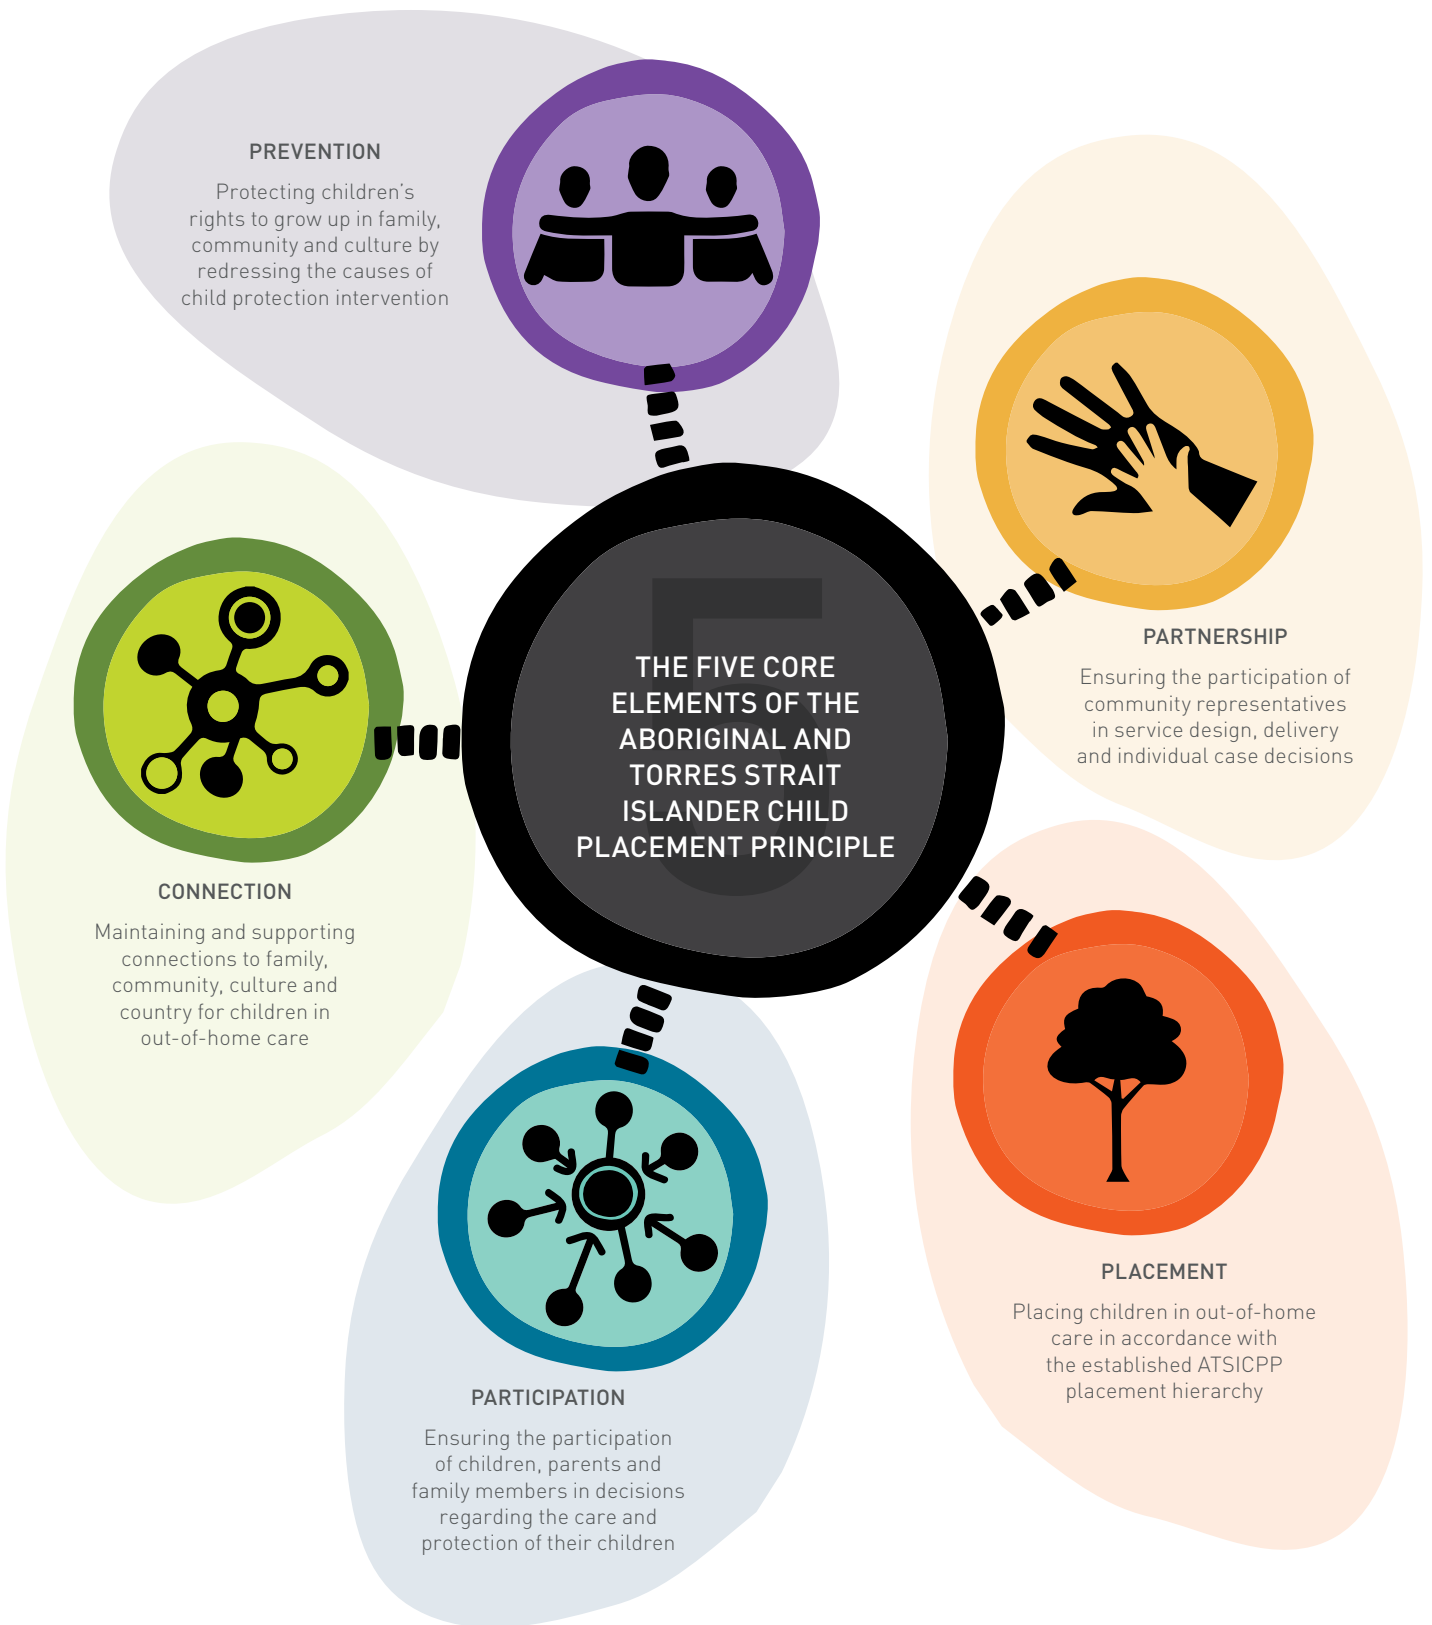 PREVENTION
Protecting children's
rights to grow up in family,
community and culture by
redressing the causes of
child protection intervention
PARTNERSHIP
Ensuring the participation of
community representatives
in service design, delivery
and individual case decisions
5
THE FIVE CORE
ELEMENTS OF THE
ABORIGINAL AND
TORRES STRAIT
ISLANDER CHILD
PLACEMENT PRINCIPLE
CONNECTION
Maintaining and supporting
connections to family,
community, culture and
country for children in
out-of-home care
PLACEMENT
Placing children in out-of-home
care in accordance with
the established ATSICPP
placement hierarchy
PARTICIPATION
Ensuring the participation
of children, parents and
family members in decisions
regarding the care and
protection of their children